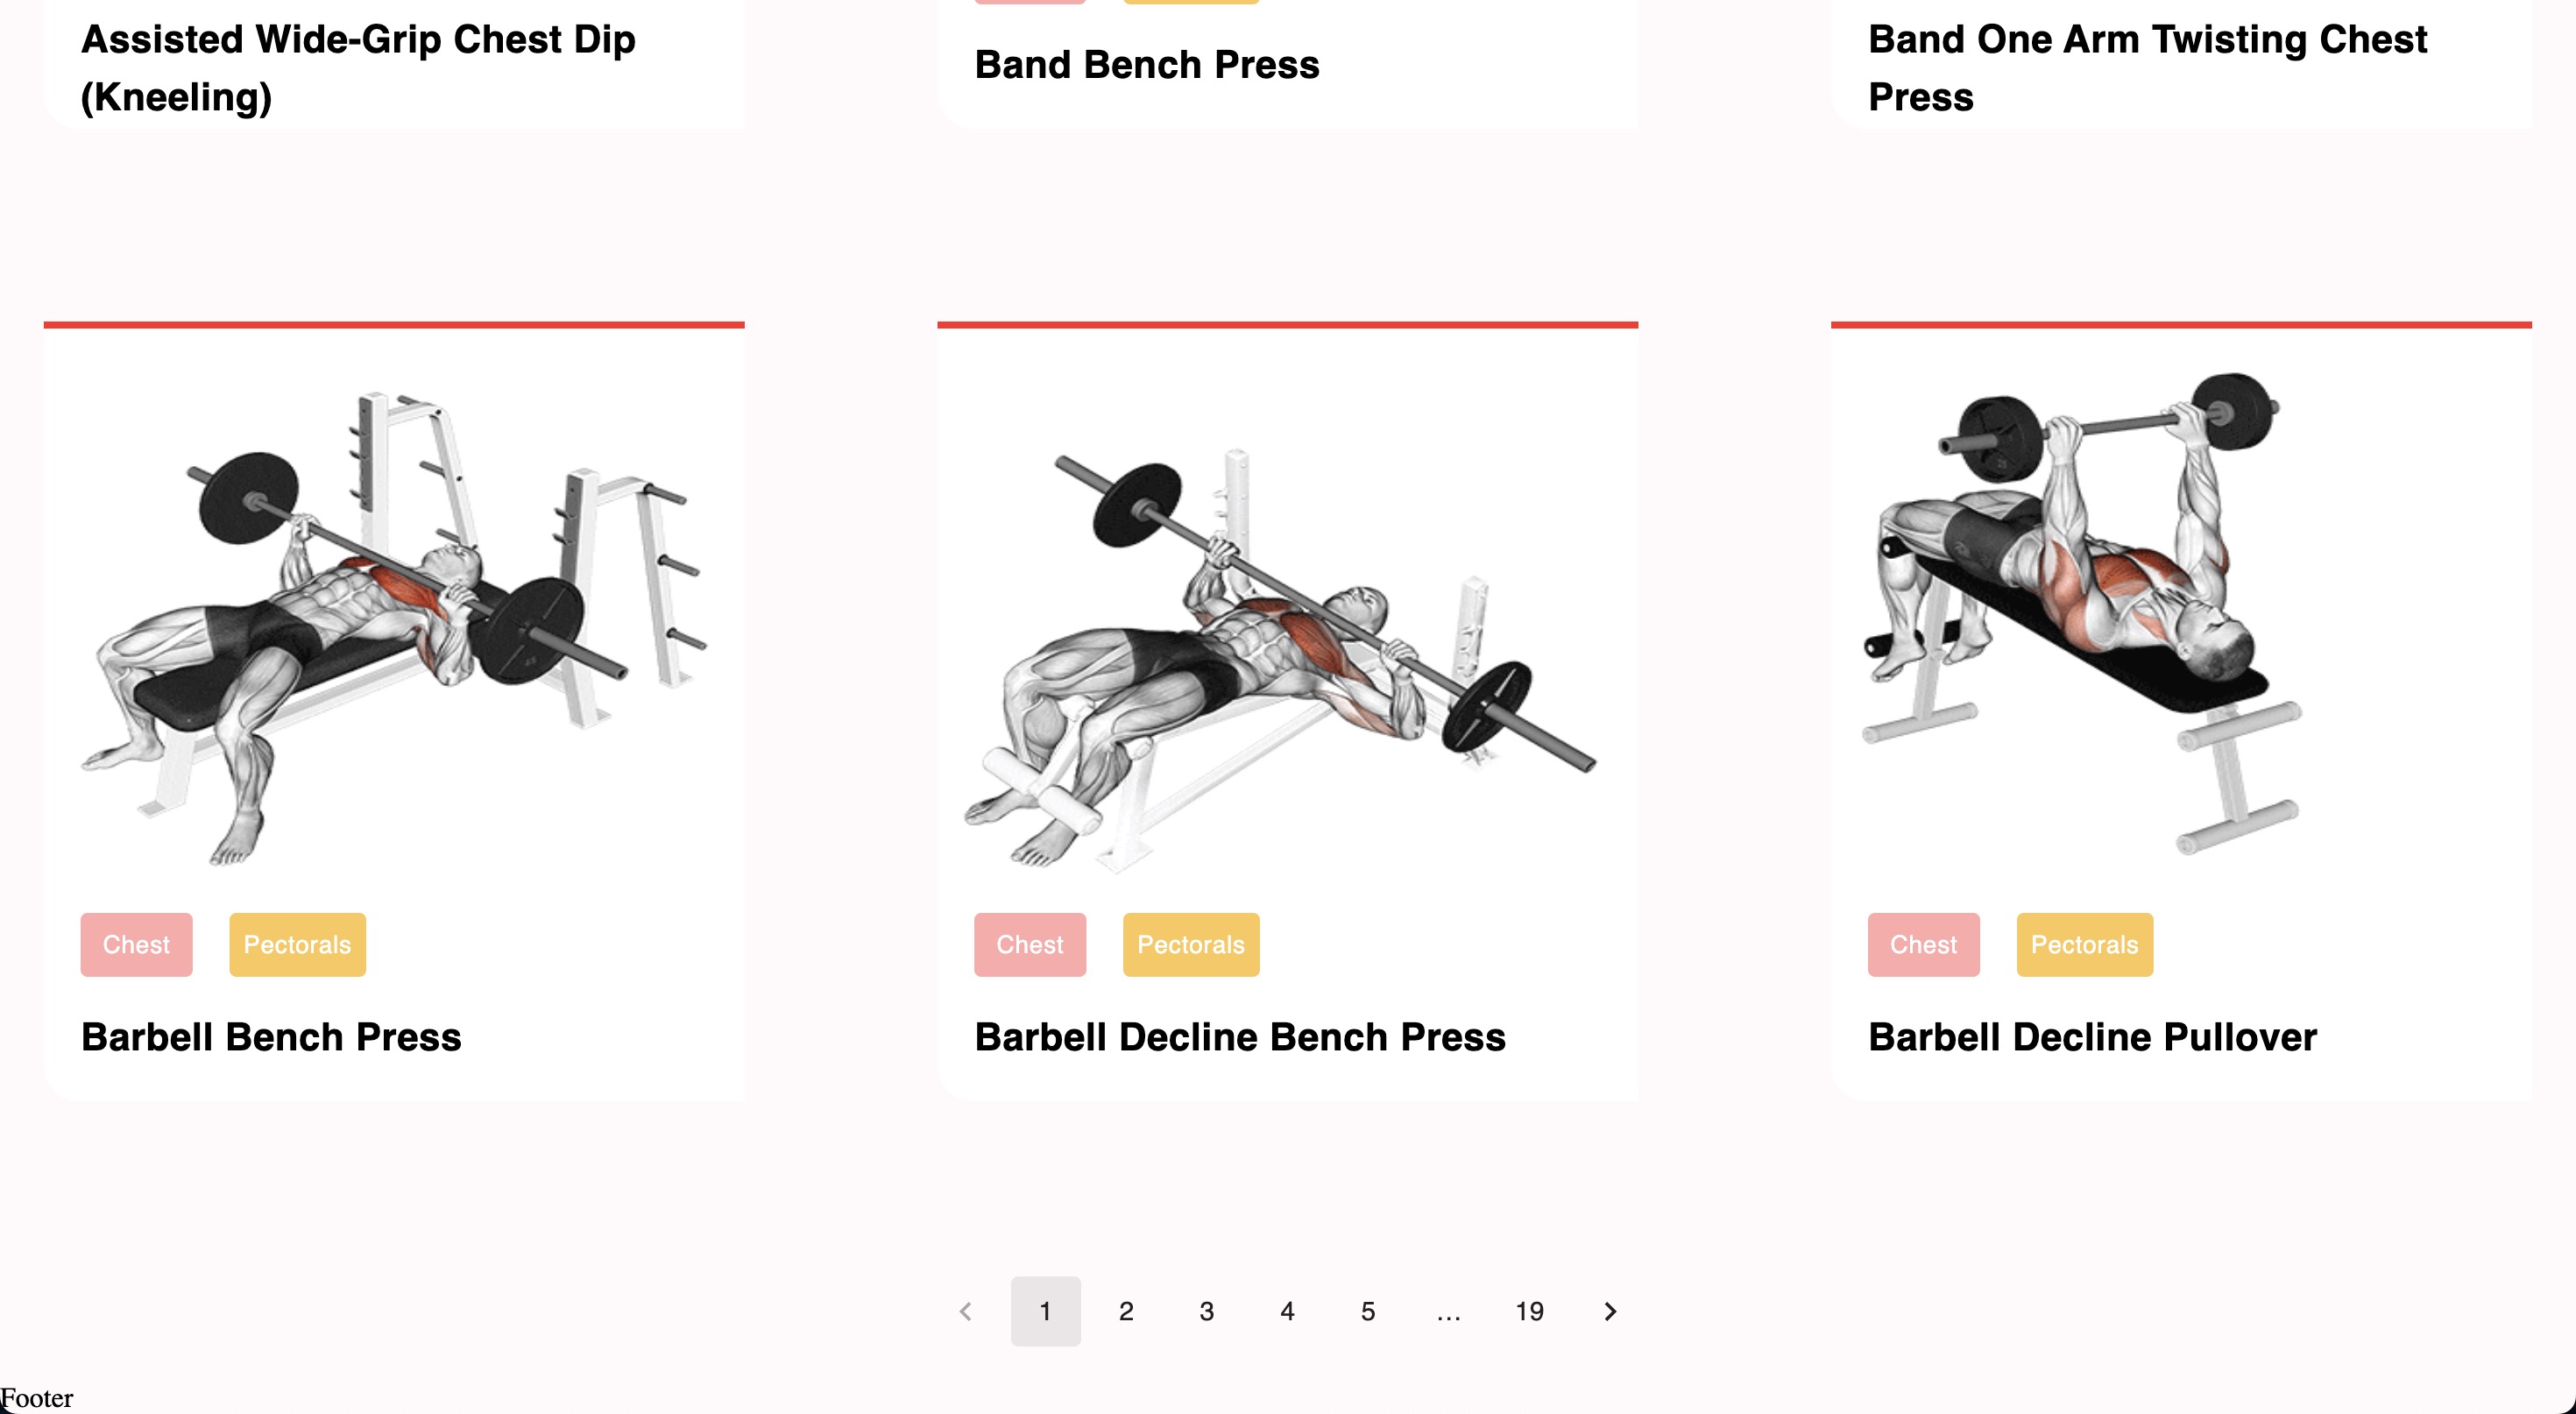 Assisted Wide-Grip Chest Dip
(Kneeling)
Band Bench Press
Band One Arm Twisting Chest
Press
Chest Pectorals
Barbell Bench Press
Chest Pectorals
Barbell Decline Bench Press
Chest Pectorals
Barbell Decline Pullover
1 2 3 4 5 ... 19
Footer